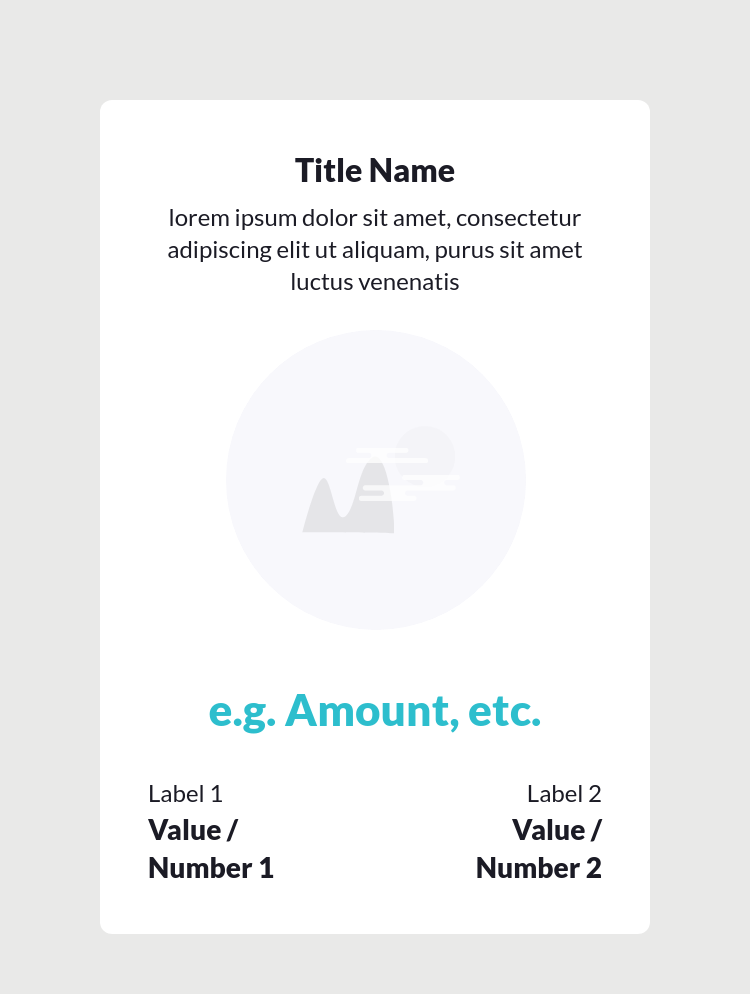 Title Name
lorem ipsum dolor sit amet, consectetur
adipiscing elit ut aliquam, purus sit amet
luctus venenatis
e.g. Amount, etc.
Label 1
Value /
Number 1
Label 2
Value /
Number 2